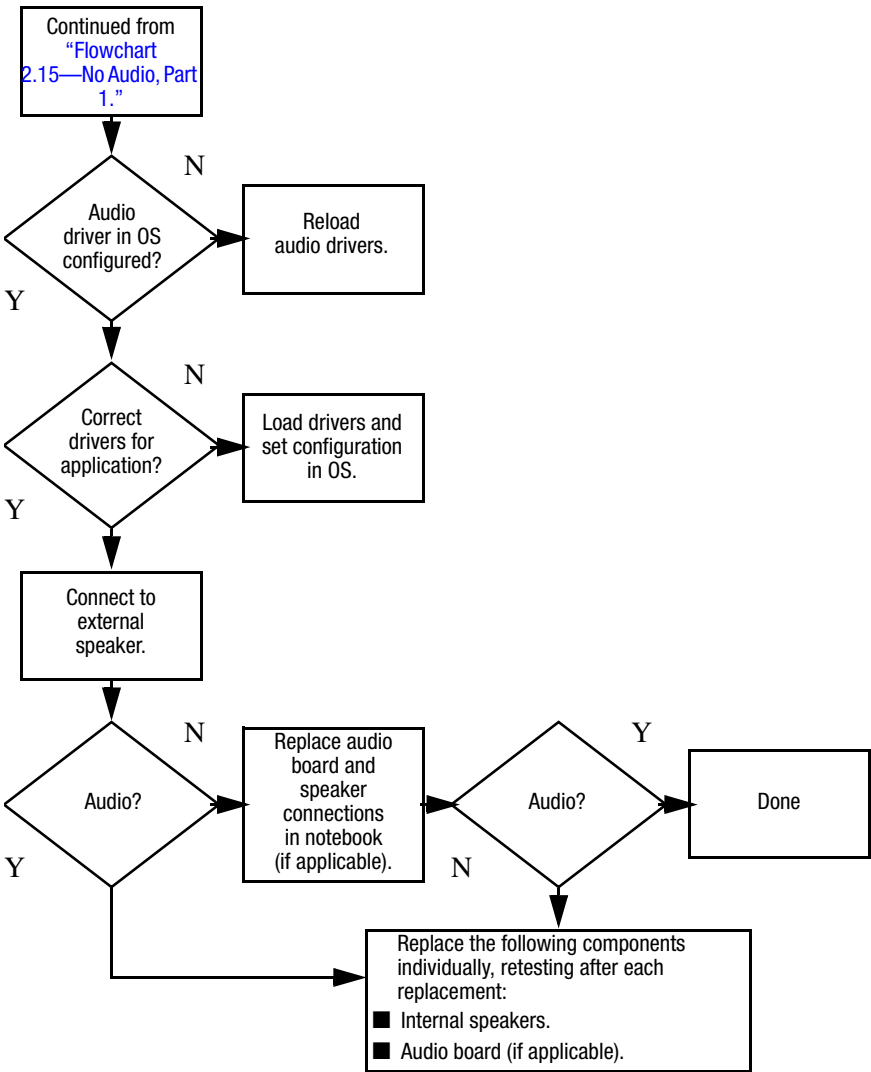 Continued from
“Flowchart
2.15—No Audio, Part
1.”
N
Audio
driver in OS
configured?
Reload
audio drivers.
Y
N
Correct
drivers for
application?
Load drivers and
set configuration
in OS.
Y
Connect to
external
speaker.
N
Audio?
Replace audio
board and
speaker
connections
in notebook
(if applicable).
Y
Audio?
Done
Y
N
Replace the following components
individually, retesting after each
replacement:
■ Internal speakers.
■ Audio board (if applicable).